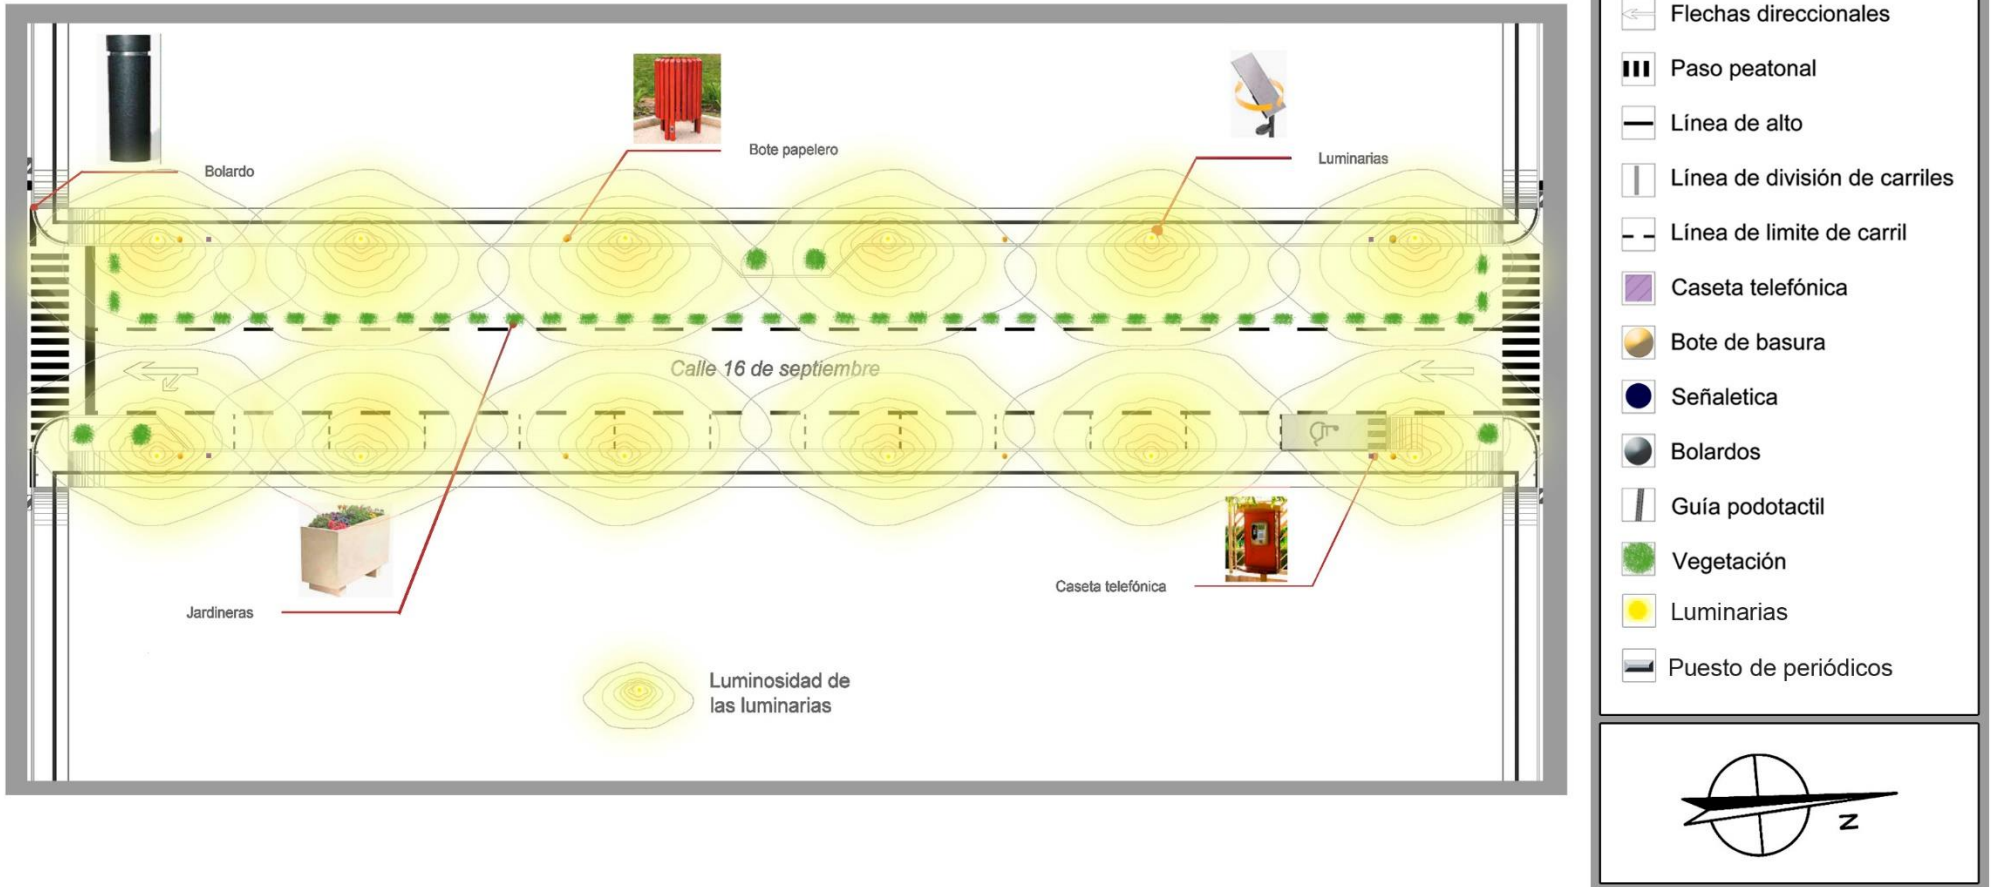 Bolardo
Bote papelero
Luminarias
Calle 16 de septiembre
Jardineras
Caseta telefónica
Luminosidad de
las luminarias
Flechas direccionales
Paso peatonal
Línea de alto
Línea de división de carriles
Línea de limite de carril
Caseta telefónica
Bote de basura
Señaletica
Bolardos
Guía podotactil
Vegetación
Luminarias
Puesto de periódicos
N